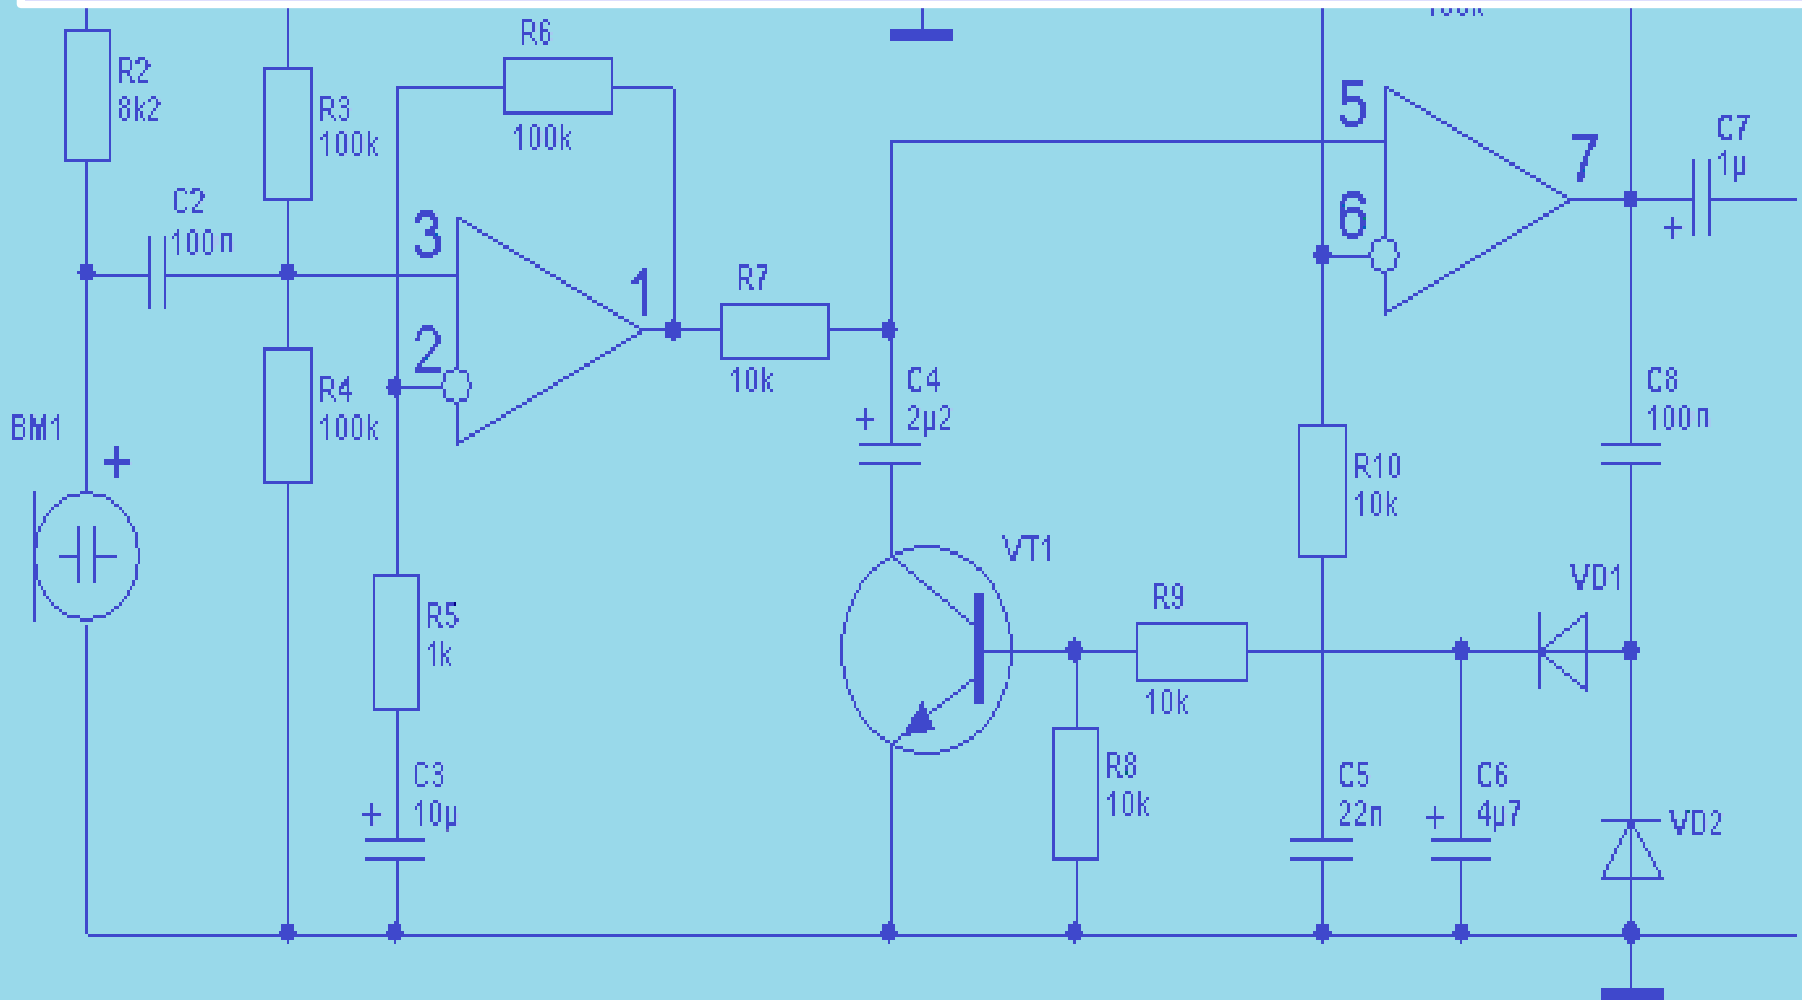 R6
R2
8k2
R3
100k
100k
5
C7
1µ
+
7
C2
100n
3
6
1
R7
2
10k
R4
100k
C4
2µ2
+
C8
100n
BM1
+
R10
10k
VT1
VD1
R9
R5
1k
10k
R8
10k
C3
10µ
+
C5
22n
C6
4µ7
+
VD2